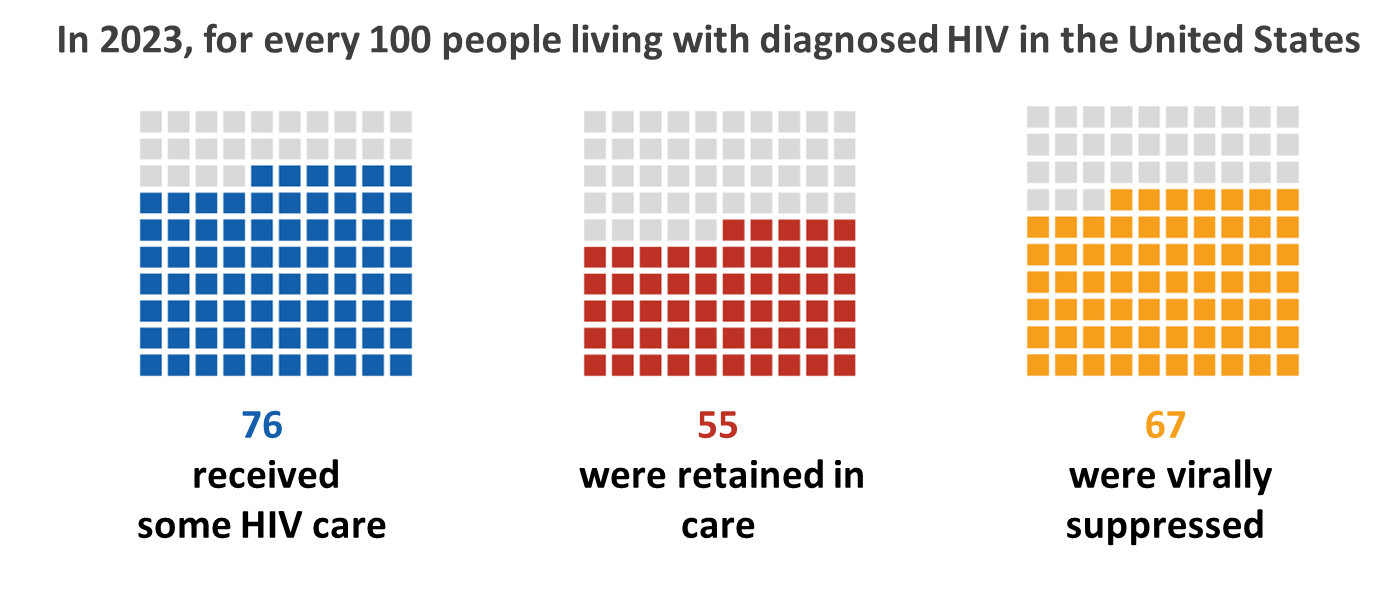 In 2023, for every 100 people living with diagnosed HIV in the United States
76
received
some HIV care
55
were retained in
care
67
were virally
suppressed